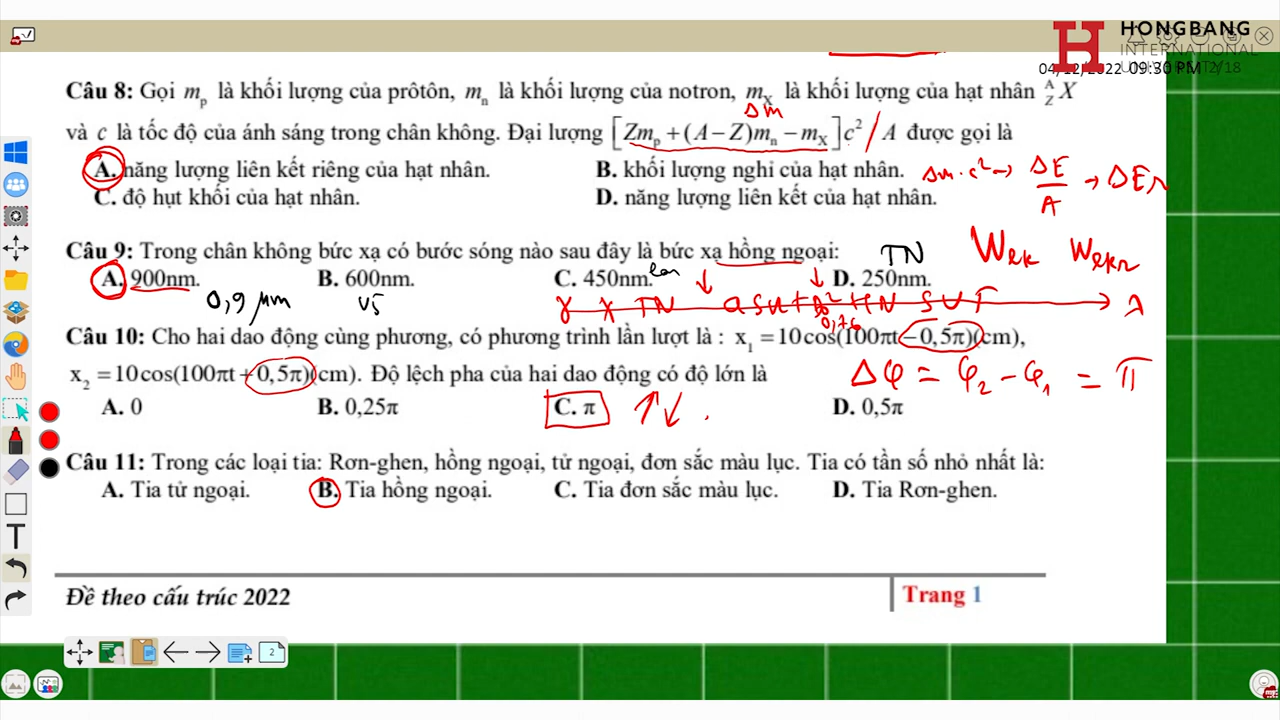 HONGBANG
INTERNATIONAL
UNIVERSITY
04/12/2022 09:30 PM 2/18
Câu 8: Gọi mp là khối lượng của prôtôn, mn là khối lượng của notron, mX là khối lượng của hạt nhân A Z X
Δm
và c là tốc độ của ánh sáng trong chân không. Đại lượng [Zmp + (A − Z)mn − mX]c² / A được gọi là
A. năng lượng liên kết riêng của hạt nhân. B. khối lượng nghỉ của hạt nhân.
Δm.c² → ΔE/A → ΔEr
C. độ hụt khối của hạt nhân. D. năng lượng liên kết của hạt nhân.
Câu 9: Trong chân không bức xạ có bước sóng nào sau đây là bức xạ hồng ngoại:
TN Wek Wekr
A. 900nm. B. 600nm. C. 450nm. D. 250nm.
0,9 μm
γ X TN HN SVT λ
0,76
Câu 10: Cho hai dao động cùng phương, có phương trình lần lượt là : x1 = 10cos(100πt − 0,5π)(cm),
x2 = 10cos(100πt + 0,5π)(cm). Độ lệch pha của hai dao động có độ lớn là
Δφ = φ2 − φ1 = π
A. 0 B. 0,25π C. π ↑↓ D. 0,5π
Câu 11: Trong các loại tia: Rơn-ghen, hồng ngoại, tử ngoại, đơn sắc màu lục. Tia có tần số nhỏ nhất là:
A. Tia tử ngoại. B. Tia hồng ngoại. C. Tia đơn sắc màu lục. D. Tia Rơn-ghen.
Đề theo cấu trúc 2022
Trang 1
T
2